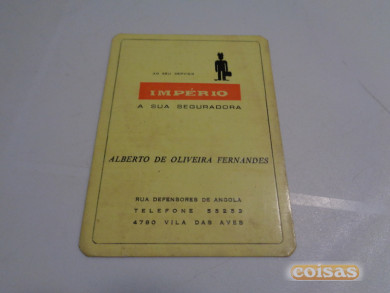 AO SEU SERVIÇO
IMPÉRIO
A SUA SEGURADORA
ALBERTO DE OLIVEIRA FERNANDES
RUA DEFENSORES DE ANGOLA
TELEFONE 55253
4780 VILA DAS AVES
coisas